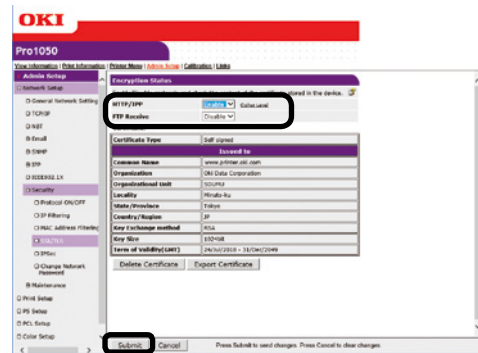 OKI
Pro1050
View Information | Print Information | Printer Menu | Admin Setup | Calibration | Links
Admin Setup
Network Setup
General Network Setting
TCP/IP
NBT
Email
SNMP
IPP
IEEE802.1X
Security
Protocol ON/OFF
IP Filtering
MAC Address Filtering
SSL/TLS
IPSec
Change Network
Password
Maintenance
Print Setup
PS Setup
PCL Setup
Color Setup
Encryption Status
stored in the device.
HTTP/IPP Enable
FTP Receive Disable
Certificate Type Self signed
Issued to
Common Name www.printer.oki.com
Organization Oki Data Corporation
Organizational Unit SOUMU
Locality Minato-ku
State/Province Tokyo
Country/Region JP
Key Exchange method RSA
Key Size 1024bit
Term of Validity(GMT)
Delete Certificate Export Certificate
Submit Cancel Press Submit to send changes. Press Cancel to clear changes.